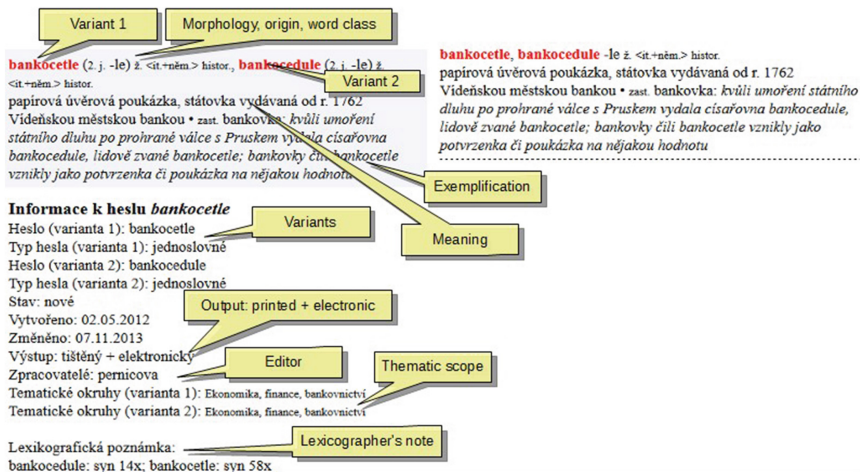 Variant 1
Morphology, origin, word class
bankocetle (2. j. -le) ž. <it.+něm.> histor., bankocedule (2. j. -le) ž.
<it.+něm.> histor.
Variant 2
papírová úvěrová poukázka, státovka vydávaná od r. 1762
Vídeňskou městskou bankou • zast. bankovka: kvůli umoření
státního dluhu po prohrané válce s Pruskem vydala císařovna
bankocedule, lidově zvané bankocetle; bankovky čili bankocetle
vznikly jako potvrzenka či poukázka na nějakou hodnotu
bankocetle, bankocedule -le ž. <it.+něm.> histor.
papírová úvěrová poukázka, státovka vydávaná od r. 1762
Vídeňskou městskou bankou • zast. bankovka: kvůli umoření státního
dluhu po prohrané válce s Pruskem vydala císařovna bankocedule,
lidově zvané bankocetle; bankovky čili bankocetle vznikly jako
potvrzenka či poukázka na nějakou hodnotu
Exemplification
Meaning
Informace k heslu bankocetle
Variants
Heslo (varianta 1): bankocetle
Typ hesla (varianta 1): jednoslovné
Heslo (varianta 2): bankocedule
Typ hesla (varianta 2): jednoslovné
Stav: nové
Output: printed + electronic
Vytvořeno: 02.05.2012
Změněno: 07.11.2013
Výstup: tištěný + elektronický
Editor
Zpracovatelé: pernicova
Thematic scope
Tematické okruhy (varianta 1): Ekonomika, finance, bankovnictví
Tematické okruhy (varianta 2): Ekonomika, finance, bankovnictví
Lexicographer's note
Lexikografická poznámka:
bankocedule: syn 14x; bankocetle: syn 58x